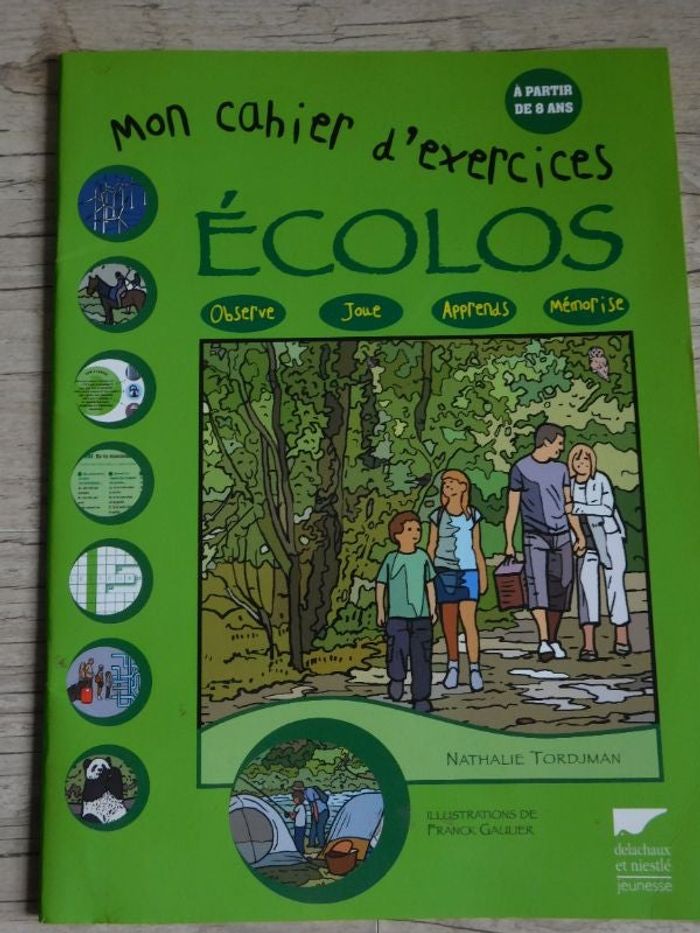 À PARTIR
DE 8 ANS
mon cahier d'exercices
ÉCOLOS
Observe
Joue
Apprends
Mémorise
NATHALIE TORDJMAN
ILLUSTRATIONS DE
FRANCK GAULIER
delachaux
et niestlé
jeunesse